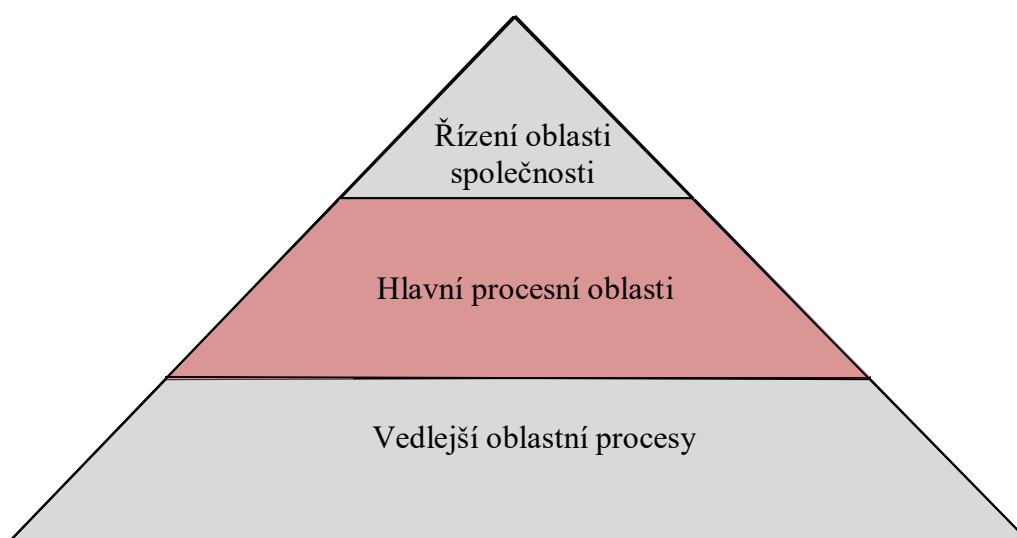 Řízení oblasti
společnosti
Hlavní procesní oblasti
Vedlejší oblastní procesy